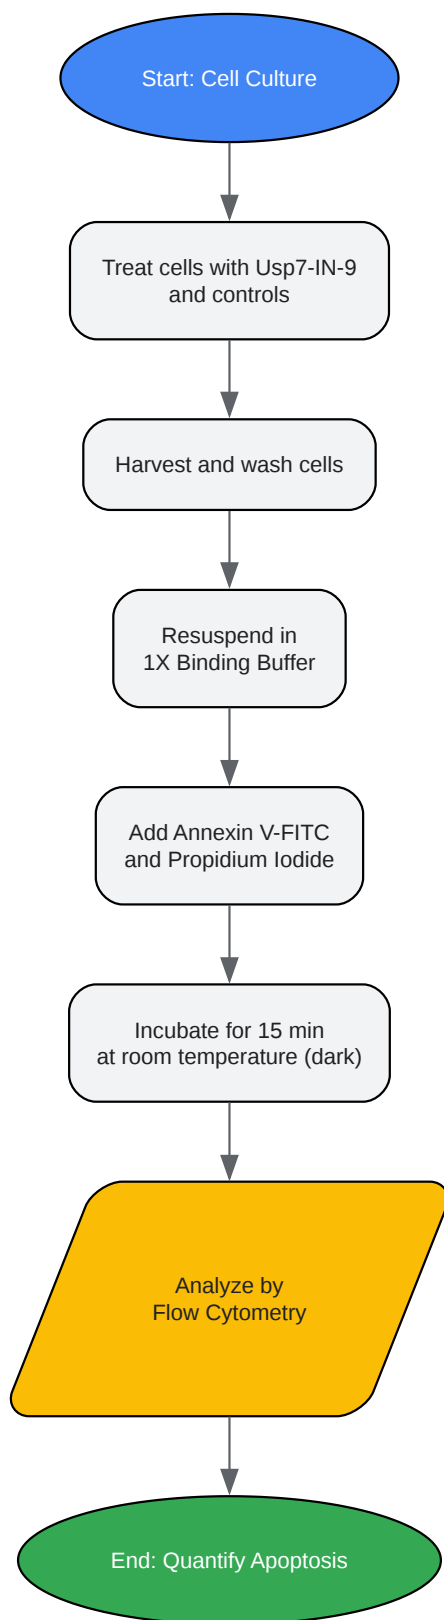 Start: Cell Culture
Treat cells with Usp7-IN-9
and controls
Harvest and wash cells
Resuspend in
1X Binding Buffer
Add Annexin V-FITC
and Propidium Iodide
Incubate for 15 min
at room temperature (dark)
Analyze by
Flow Cytometry
End: Quantify Apoptosis